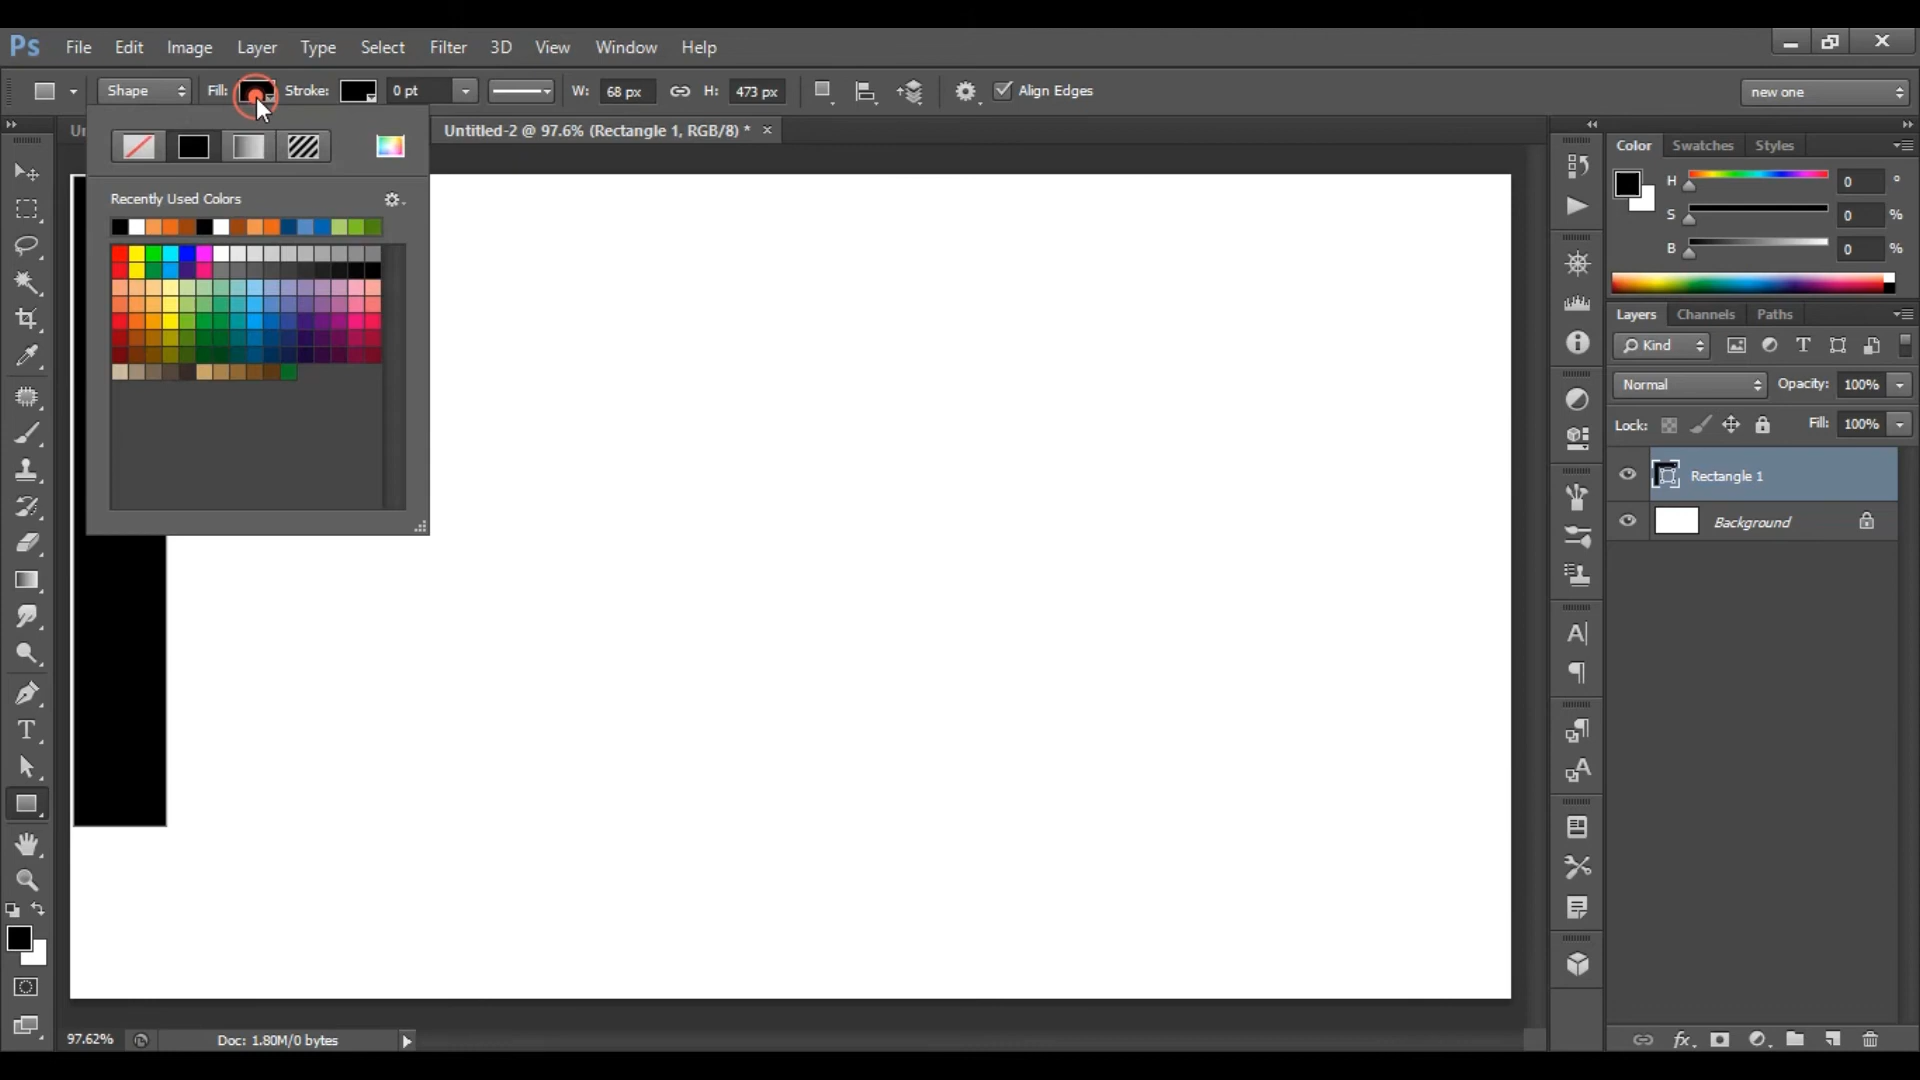 Ps File Edit Image Layer Type Select Filter 3D View Window Help
Shape Fill: Stroke: 0 pt W: 68 px H: 473 px Align Edges new one
Un Untitled-2 @ 97.6% (Rectangle 1, RGB/8) * ×
Recently Used Colors
Color Swatches Styles
H 0 °
S 0 %
B 0 %
Layers Channels Paths
Kind
Normal Opacity: 100%
Lock: Fill: 100%
Rectangle 1
Background
97.62% Doc: 1.80M/0 bytes